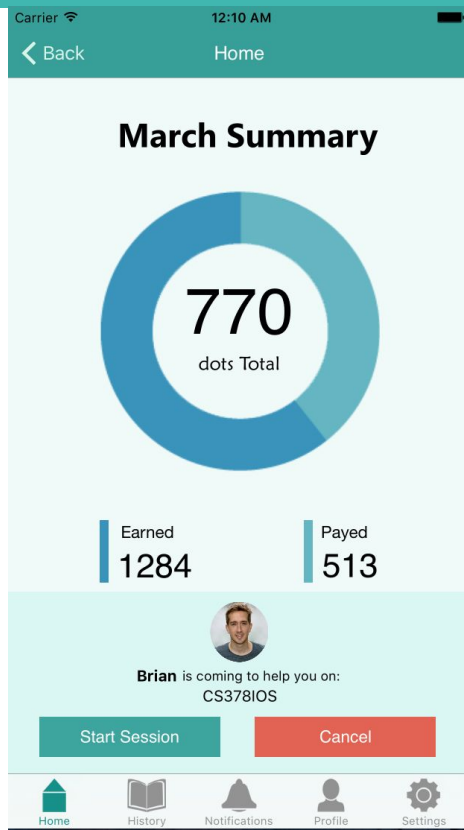 Carrier 12:10 AM
Back Home
March Summary
770
dots Total
Earned Payed
1284 513
Brian is coming to help you on:
CS378IOS
Start Session Cancel
Home History Notifications Profile Settings